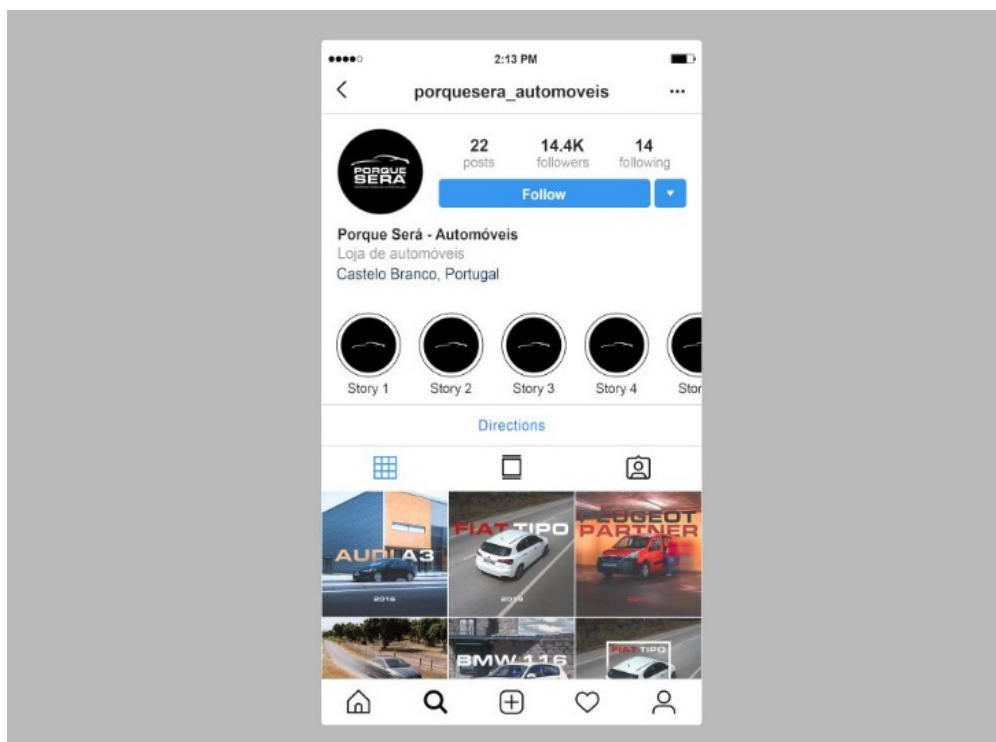 2:13 PM
porquesera_automoveis
22 14.4K 14
posts followers following
PORQUE
SERÁ
Follow
Porque Será - Automóveis
Loja de automóveis
Castelo Branco, Portugal
Story 1 Story 2 Story 3 Story 4 Stor
Directions
AUDI A3
2016
FIAT TIPO
2019
PEUGEOT
PARTNER
BMW 116
FIAT TIPO